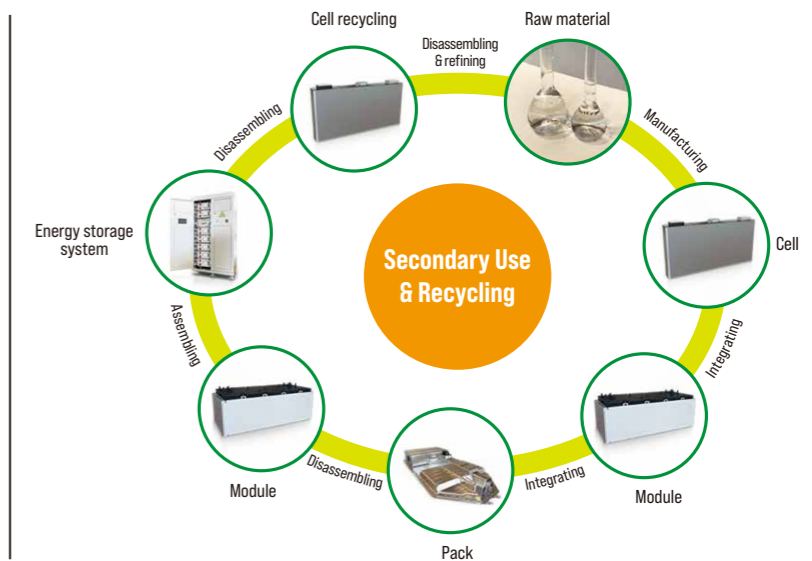 Cell recycling
Disassembling
& refining
Raw material
Manufacturing
Cell
Integrating
Module
Integrating
Pack
Disassembling
Module
Assembling
Energy storage
system
Disassembling
Secondary Use
& Recycling